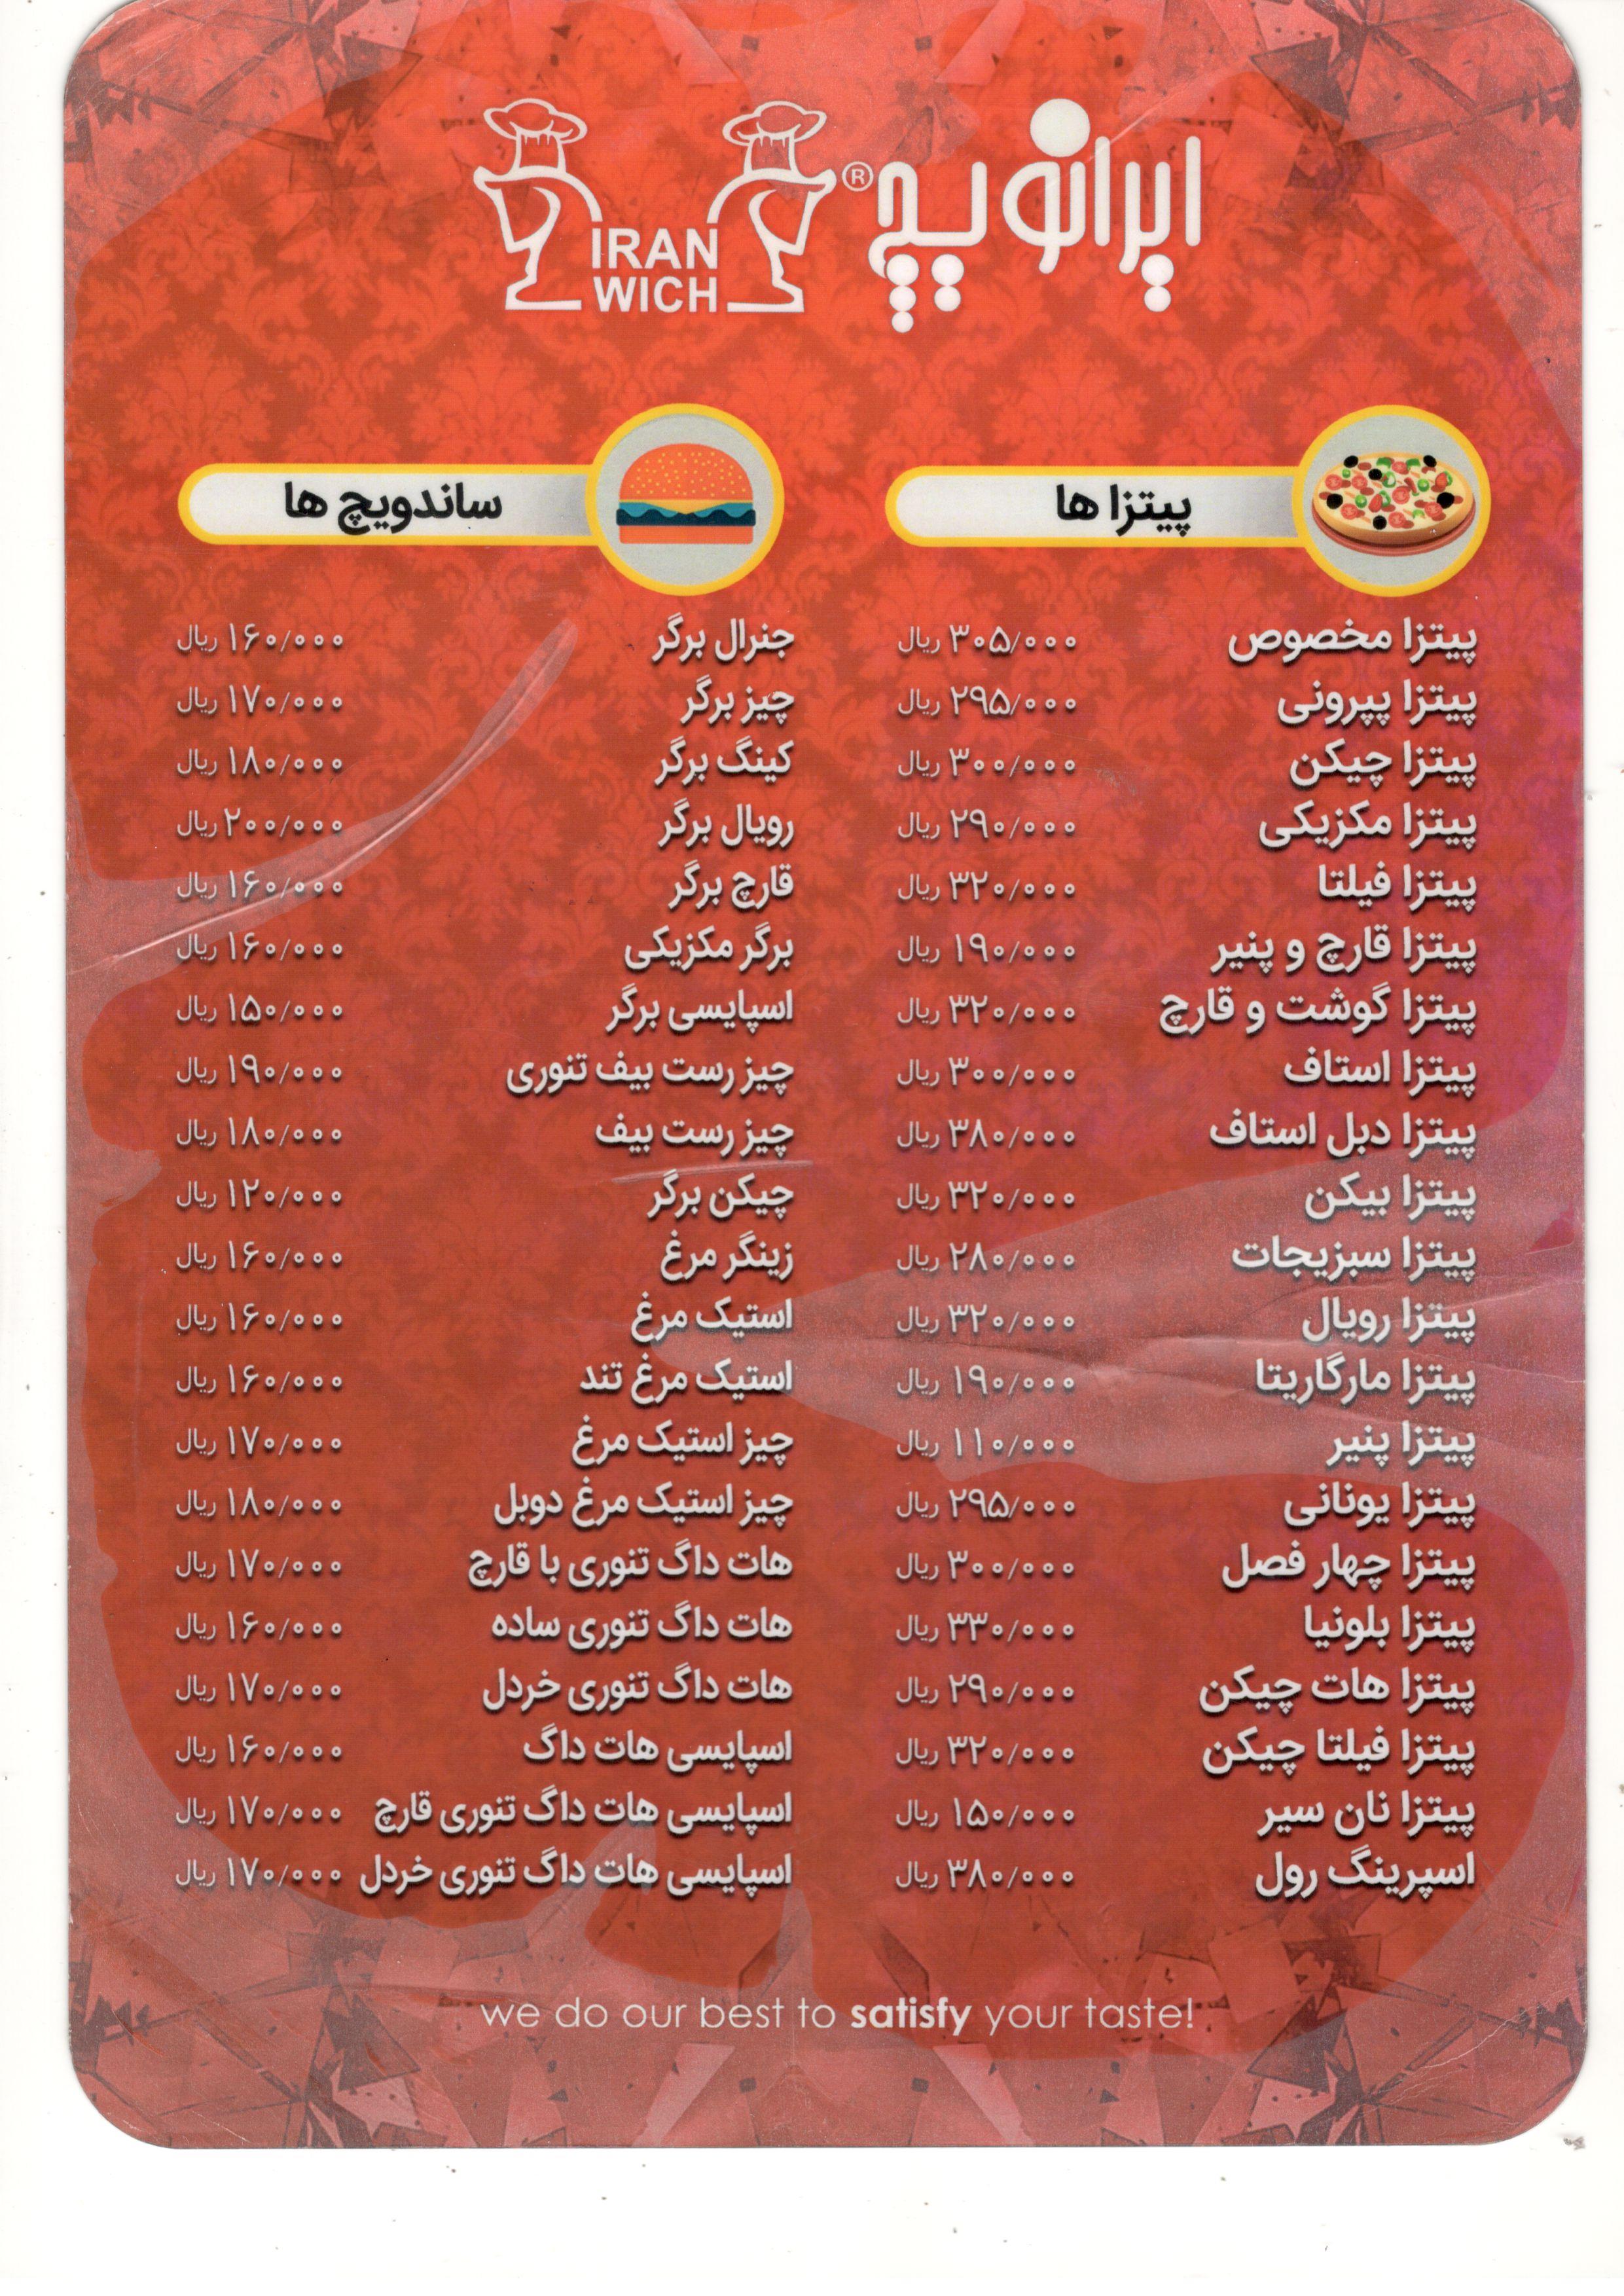 ایرانویچ®
IRAN
WICH
پیتزا ها
پیتزا مخصوص ۳۰۵/۰۰۰ ریال
پیتزا پپرونی ۲۹۵/۰۰۰ ریال
پیتزا چیکن ۳۰۰/۰۰۰ ریال
پیتزا مکزیکی ۲۹۰/۰۰۰ ریال
پیتزا فیلتا ۳۲۰/۰۰۰ ریال
پیتزا قارچ و پنیر ۱۹۰/۰۰۰ ریال
پیتزا گوشت و قارچ ۳۲۰/۰۰۰ ریال
پیتزا استاف ۳۰۰/۰۰۰ ریال
پیتزا دبل استاف ۳۸۰/۰۰۰ ریال
پیتزا بیکن ۳۲۰/۰۰۰ ریال
پیتزا سبزیجات ۲۸۰/۰۰۰ ریال
پیتزا رویال ۳۲۰/۰۰۰ ریال
پیتزا مارگاریتا ۱۹۰/۰۰۰ ریال
پیتزا پنیر ۱۱۰/۰۰۰ ریال
پیتزا یونانی ۲۹۵/۰۰۰ ریال
پیتزا چهار فصل ۳۰۰/۰۰۰ ریال
پیتزا بلونیا ۳۳۰/۰۰۰ ریال
پیتزا هات چیکن ۲۹۰/۰۰۰ ریال
پیتزا فیلتا چیکن ۳۲۰/۰۰۰ ریال
پیتزا نان سیر ۱۵۰/۰۰۰ ریال
اسپرینگ رول ۳۸۰/۰۰۰ ریال
ساندویچ ها
جنرال برگر ۱۶۰/۰۰۰ ریال
چیز برگر ۱۷۰/۰۰۰ ریال
کینگ برگر ۱۸۰/۰۰۰ ریال
رویال برگر ۲۰۰/۰۰۰ ریال
قارچ برگر ۱۶۰/۰۰۰ ریال
برگر مکزیکی ۱۶۰/۰۰۰ ریال
اسپایسی برگر ۱۵۰/۰۰۰ ریال
چیز رست بیف تنوری ۱۹۰/۰۰۰ ریال
چیز رست بیف ۱۸۰/۰۰۰ ریال
چیکن برگر ۱۲۰/۰۰۰ ریال
زینگر مرغ ۱۶۰/۰۰۰ ریال
استیک مرغ ۱۶۰/۰۰۰ ریال
استیک مرغ تند ۱۶۰/۰۰۰ ریال
چیز استیک مرغ ۱۷۰/۰۰۰ ریال
چیز استیک مرغ دوبل ۱۸۰/۰۰۰ ریال
هات داگ تنوری با قارچ ۱۷۰/۰۰۰ ریال
هات داگ تنوری ساده ۱۶۰/۰۰۰ ریال
هات داگ تنوری خردل ۱۷۰/۰۰۰ ریال
اسپایسی هات داگ ۱۶۰/۰۰۰ ریال
اسپایسی هات داگ تنوری قارچ ۱۷۰/۰۰۰ ریال
اسپایسی هات داگ تنوری خردل ۱۷۰/۰۰۰ ریال
we do our best to satisfy your taste!